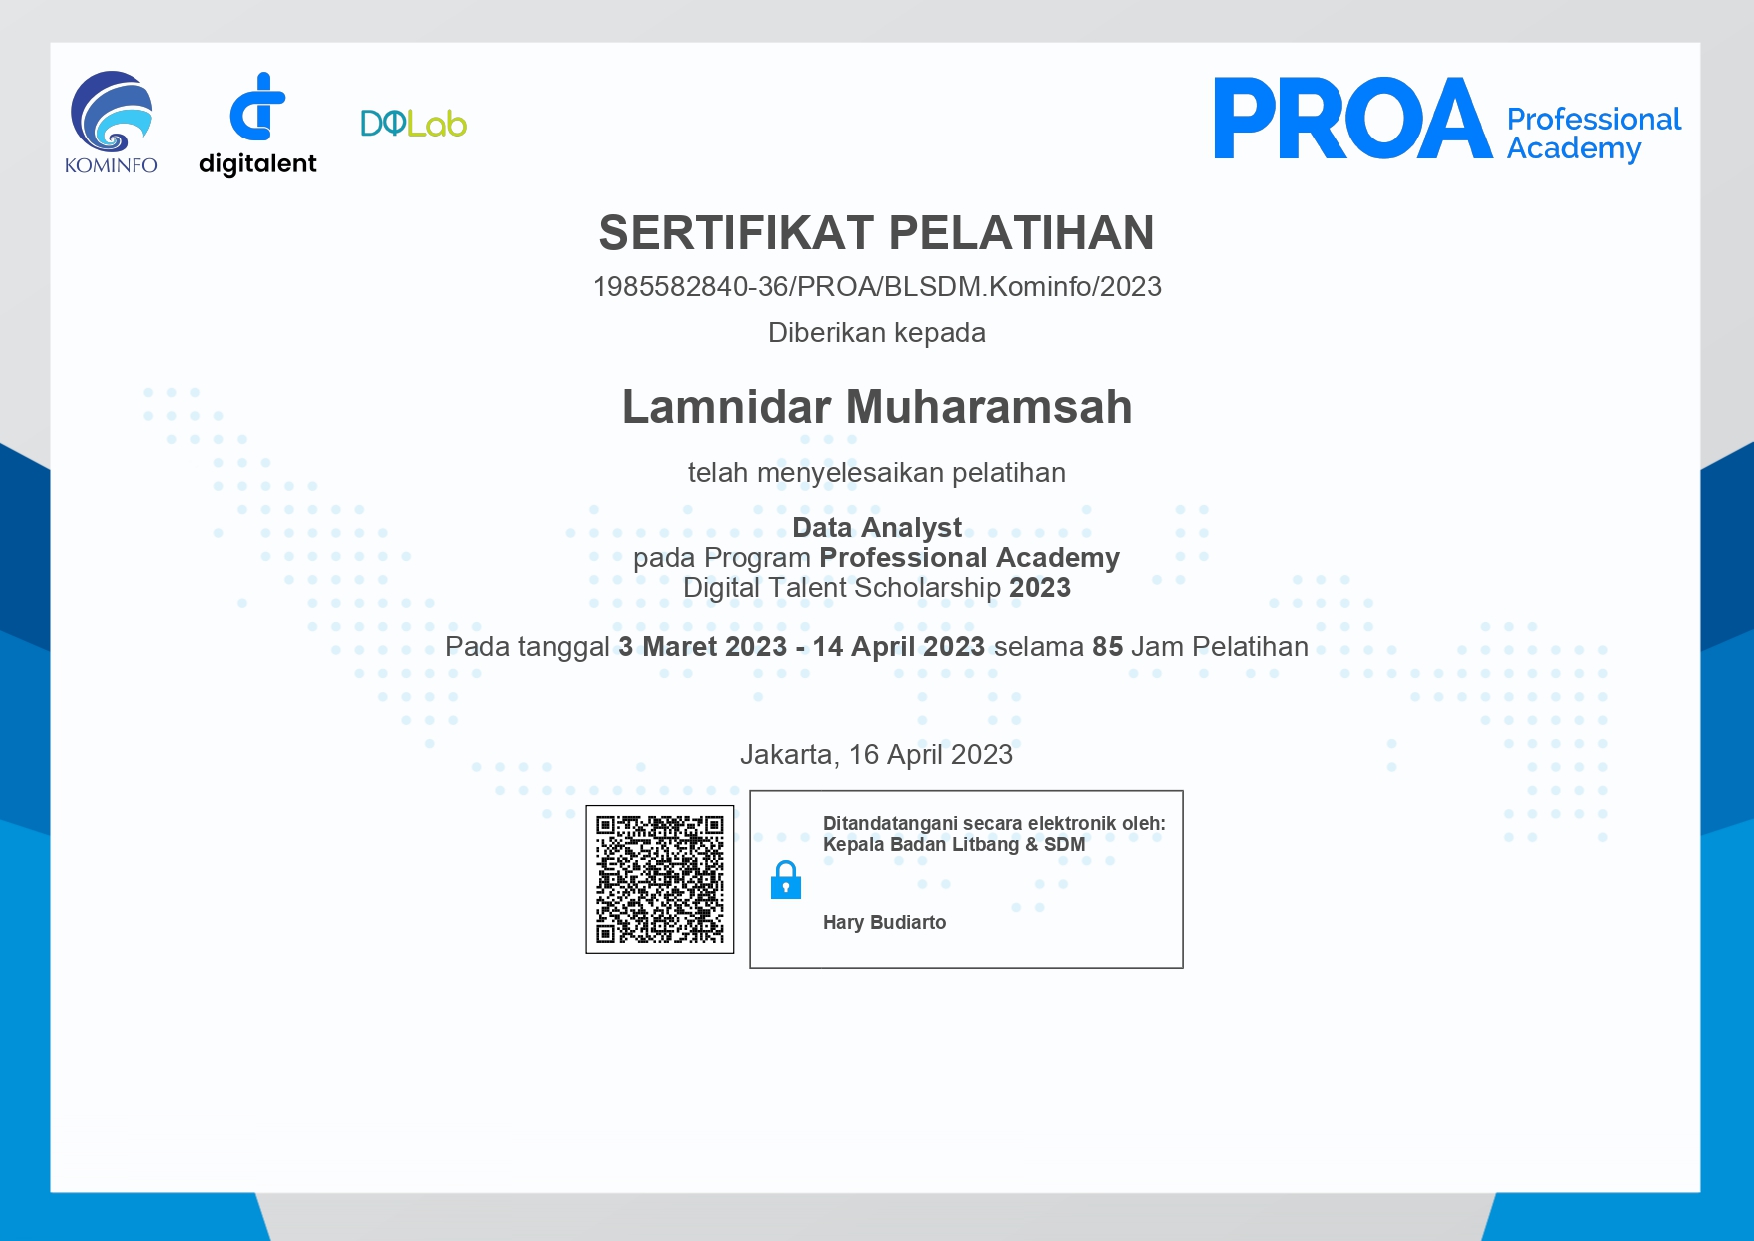 KOMINFO
digitalent
DQLab
PROA Professional Academy
SERTIFIKAT PELATIHAN
1985582840-36/PROA/BLSDM.Kominfo/2023
Diberikan kepada
Lamnidar Muharamsah
telah menyelesaikan pelatihan
Data Analyst
pada Program Professional Academy
Digital Talent Scholarship 2023
Pada tanggal 3 Maret 2023 - 14 April 2023 selama 85 Jam Pelatihan
Jakarta, 16 April 2023
Ditandatangani secara elektronik oleh:
Kepala Badan Litbang & SDM
Hary Budiarto